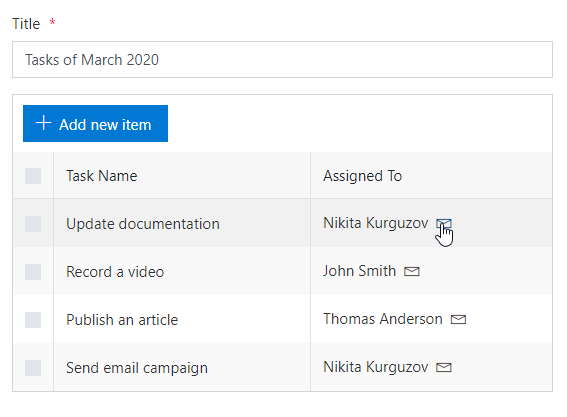 Title *
Tasks of March 2020
Add new item
Task Name Assigned To
Update documentation Nikita Kurguzov
Record a video John Smith
Publish an article Thomas Anderson
Send email campaign Nikita Kurguzov